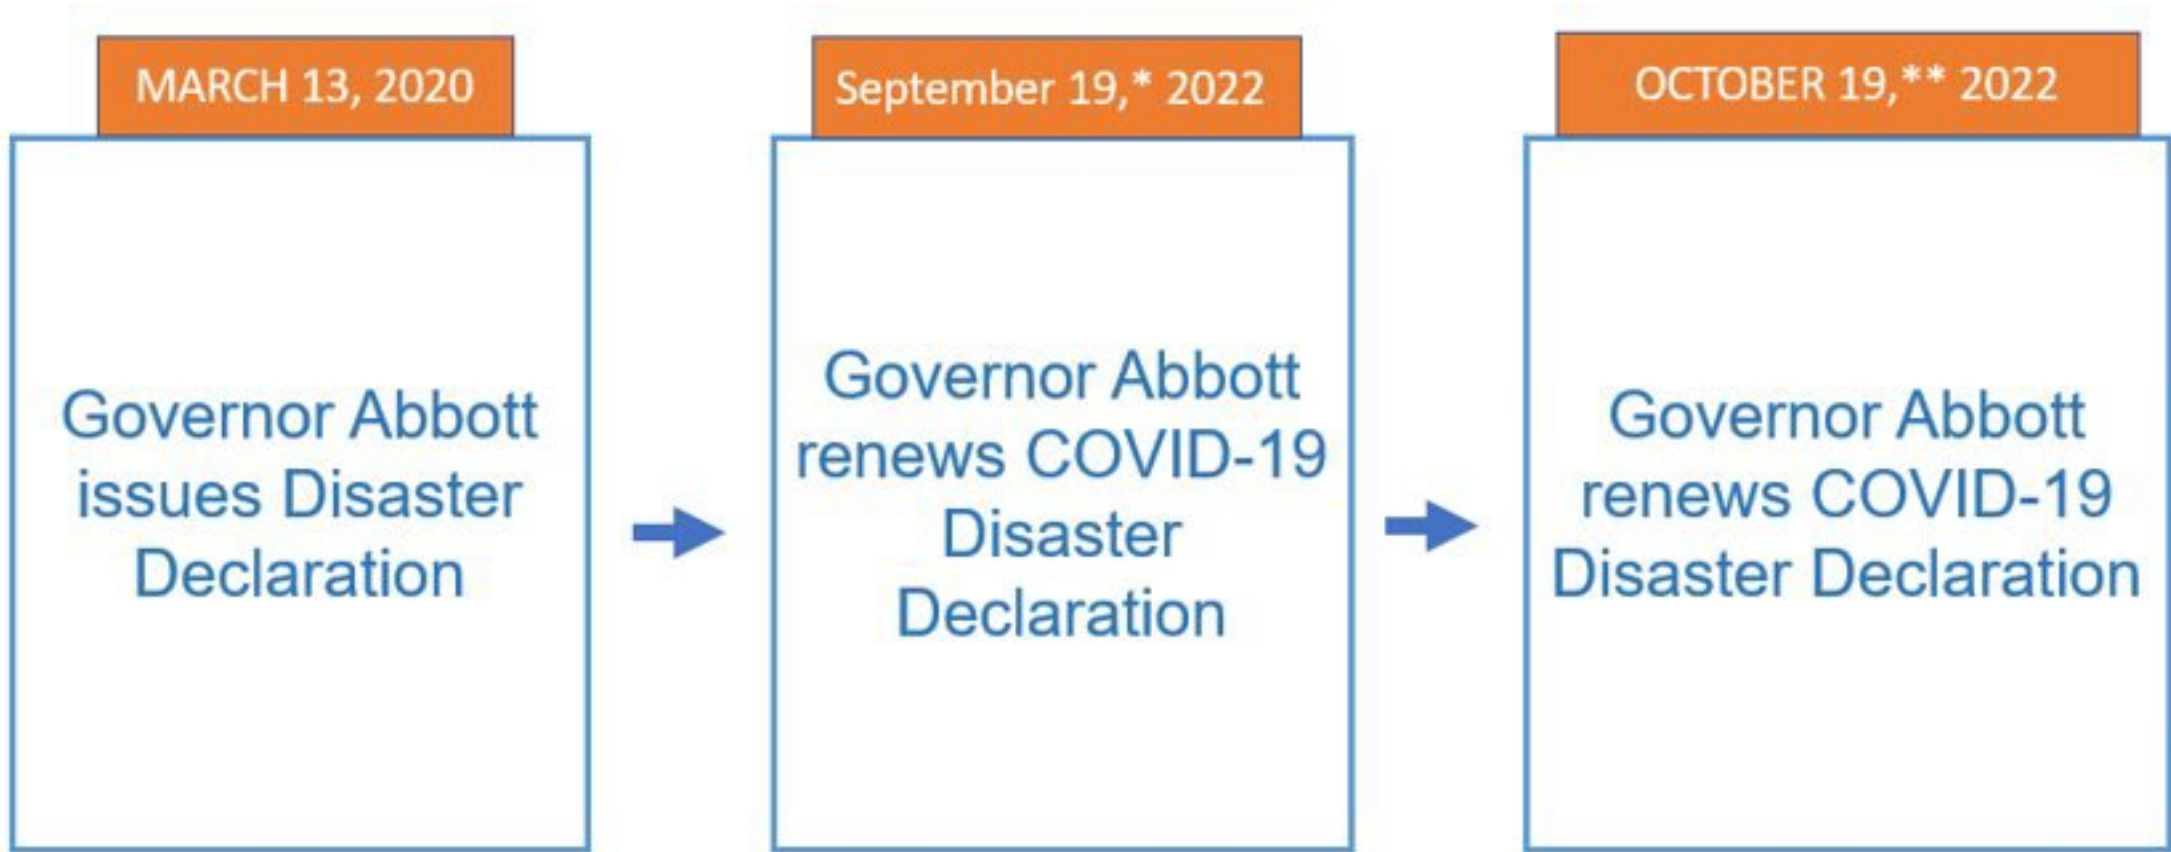 MARCH 13, 2020
Governor Abbott
issues Disaster
Declaration
September 19,* 2022
Governor Abbott
renews COVID-19
Disaster
Declaration
OCTOBER 19,** 2022
Governor Abbott
renews COVID-19
Disaster Declaration